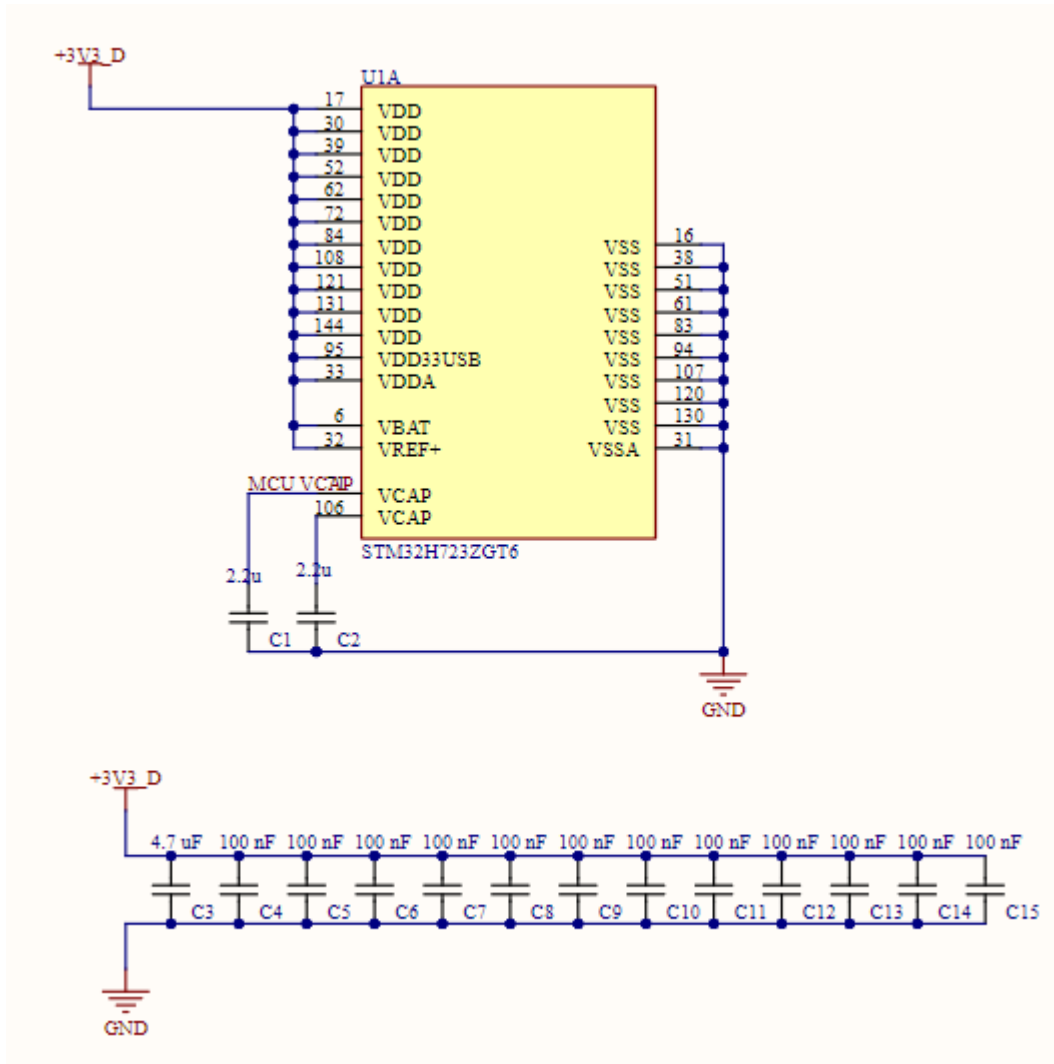 +3V3_D
U1A
17 VDD
30 VDD
39 VDD
52 VDD
62 VDD
72 VDD
84 VDD
108 VDD
121 VDD
131 VDD
144 VDD
95 VDD33USB
33 VDDA
6 VBAT
32 VREF+
MCU VCAP
VCAP
106 VCAP
VSS 16
VSS 38
VSS 51
VSS 61
VSS 83
VSS 94
VSS 107
VSS 120
VSS 130
VSSA 31
STM32H723ZGT6
2.2u 2.2u
C1 C2
GND
+3V3_D
4.7 uF 100 nF 100 nF 100 nF 100 nF 100 nF 100 nF 100 nF 100 nF 100 nF 100 nF 100 nF 100 nF
C3 C4 C5 C6 C7 C8 C9 C10 C11 C12 C13 C14 C15
GND